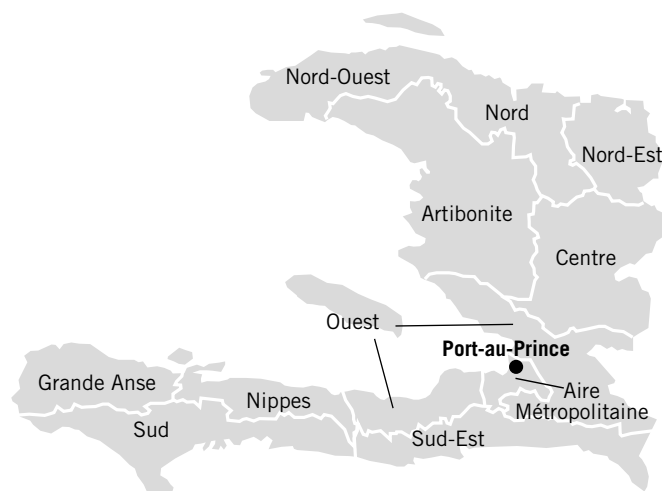 Nord-Ouest
Nord
Nord-Est
Artibonite
Centre
Ouest
Port-au-Prince
Grande Anse
Aire
Métropolitaine
Nippes
Sud
Sud-Est